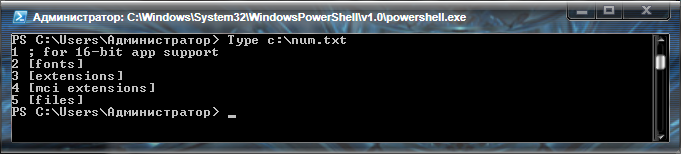 Администратор: C:\Windows\System32\WindowsPowerShell\v1.0\powershell.exe
PS C:\Users\Администратор> Type c:\num.txt
1 ; for 16-bit app support
2 [fonts]
3 [extensions]
4 [mci extensions]
5 [files]
PS C:\Users\Администратор> _